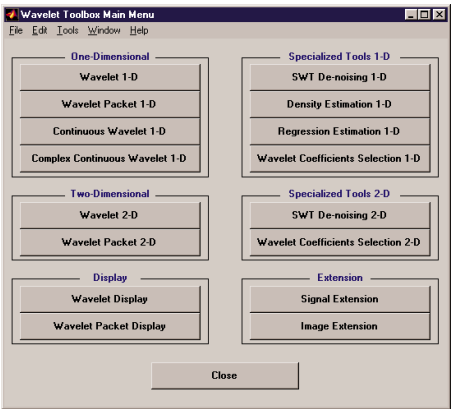 Wavelet Toolbox Main Menu
File Edit Tools Window Help
One-Dimensional
Wavelet 1-D
Wavelet Packet 1-D
Continuous Wavelet 1-D
Complex Continuous Wavelet 1-D
Specialized Tools 1-D
SWT De-noising 1-D
Density Estimation 1-D
Regression Estimation 1-D
Wavelet Coefficients Selection 1-D
Two-Dimensional
Wavelet 2-D
Wavelet Packet 2-D
Specialized Tools 2-D
SWT De-noising 2-D
Wavelet Coefficients Selection 2-D
Display
Wavelet Display
Wavelet Packet Display
Extension
Signal Extension
Image Extension
Close